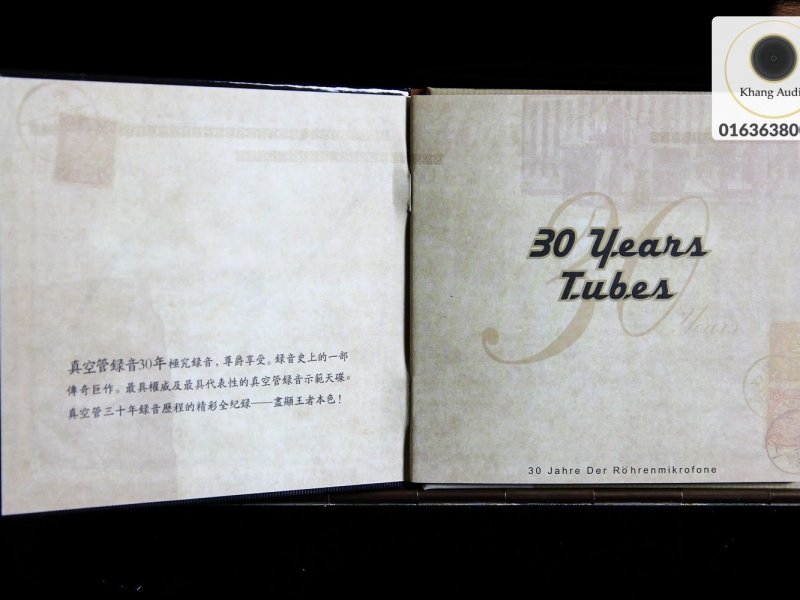 真空管録音30年極究録音，尊爵享受。録音史上的一部
傳奇巨作。最具權威及最具代表性的真空管録音示範天碟。
真空管三十年録音歷程的精彩全紀録——盡顯王者本色！
30 Years
Tubes
30
Years
30 Jahre Der Röhrenmikrofone
Khang Audi
016363800